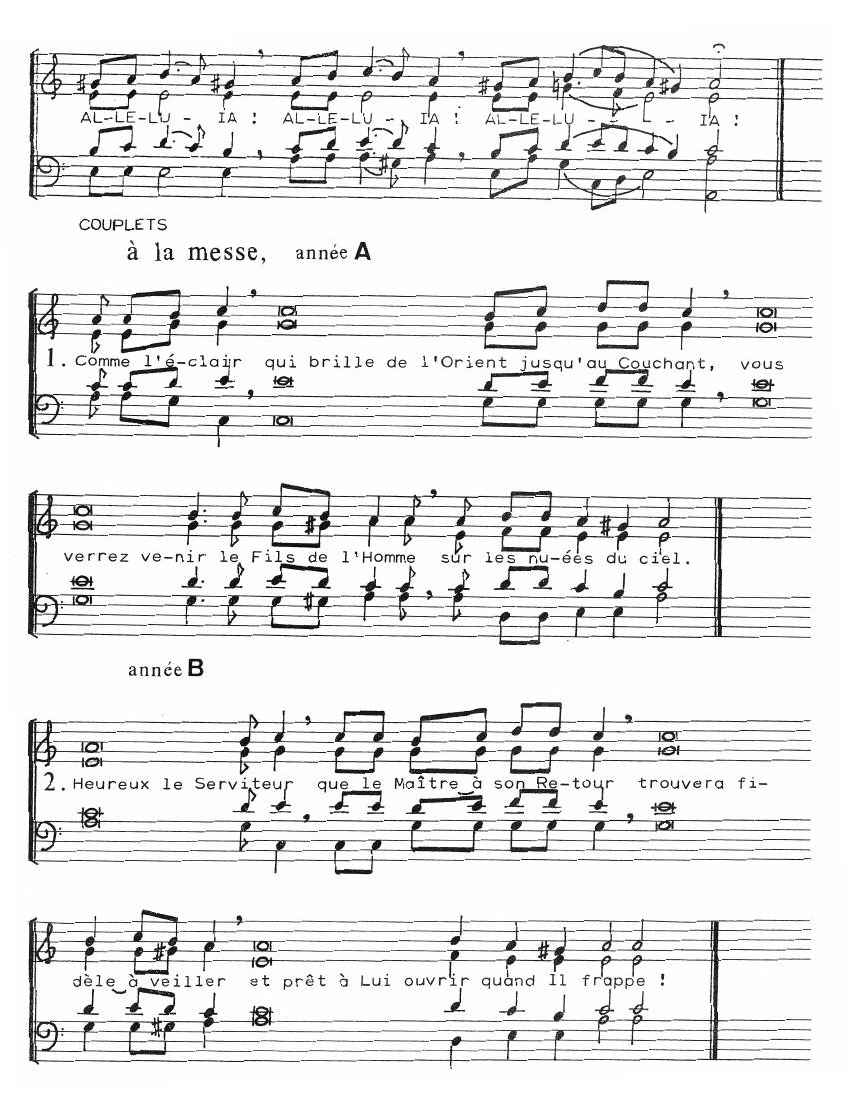 AL-LE-LU - IA ! AL-LE-LU - IA ! AL-LE-LU - - L - IA !
COUPLETS
à la messe, année A
1. Comme l'é-clair qui brille de l'Orient jusqu'au Couchant, vous
verrez ve-nir le Fils de l'Homme sur les nu-ées du ciel.
année B
2. Heureux le Serviteur que le Maître à son Re-tour trouvera fi-
dèle à veiller et prêt à Lui ouvrir quand Il frappe !